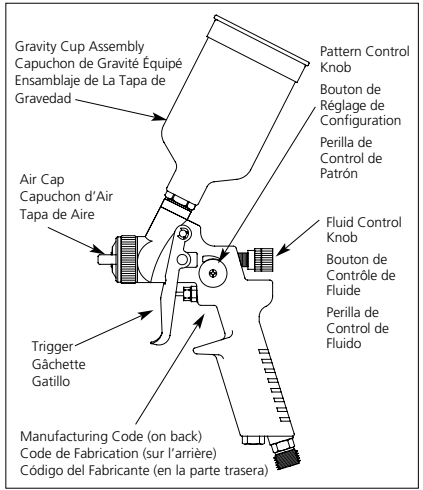 Gravity Cup Assembly
Capuchon de Gravité Équipé
Ensamblaje de La Tapa de
Gravedad
Pattern Control
Knob
Bouton de
Réglage de
Configuration
Perilla de
Control de
Patrón
Air Cap
Capuchon d’Air
Tapa de Aire
Fluid Control
Knob
Bouton de
Contrôle de
Fluide
Perilla de
Control de
Fluido
Trigger
Gâchette
Gatillo
Manufacturing Code (on back)
Code de Fabrication (sur l’arrière)
Código del Fabricante (en la parte trasera)